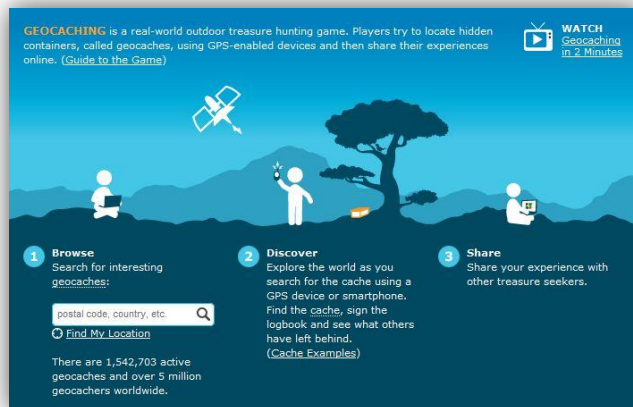 GEOCACHING is a real-world outdoor treasure hunting game. Players try to locate hidden
containers, called geocaches, using GPS-enabled devices and then share their experiences
online. (Guide to the Game)
WATCH
Geocaching
in 2 Minutes
1 Browse
Search for interesting
geocaches:
postal code, country, etc.
Find My Location
There are 1,542,703 active
geocaches and over 5 million
geocachers worldwide.
2 Discover
Explore the world as you
search for the cache using a
GPS device or smartphone.
Find the cache, sign the
logbook and see what others
have left behind.
(Cache Examples)
3 Share
Share your experience with
other treasure seekers.